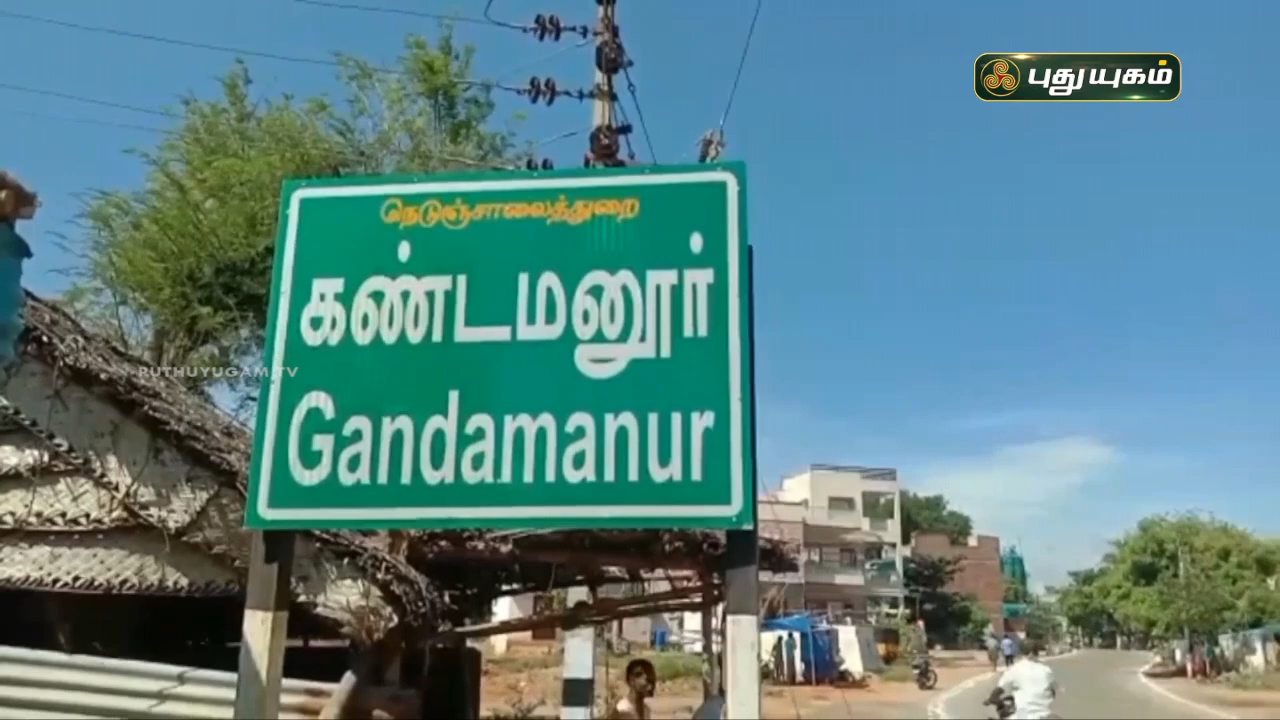 புதுயுகம்
நெடுஞ்சாலைத்துறை
கண்டமனூர்
PUTHUYUGAM TV
Gandamanur